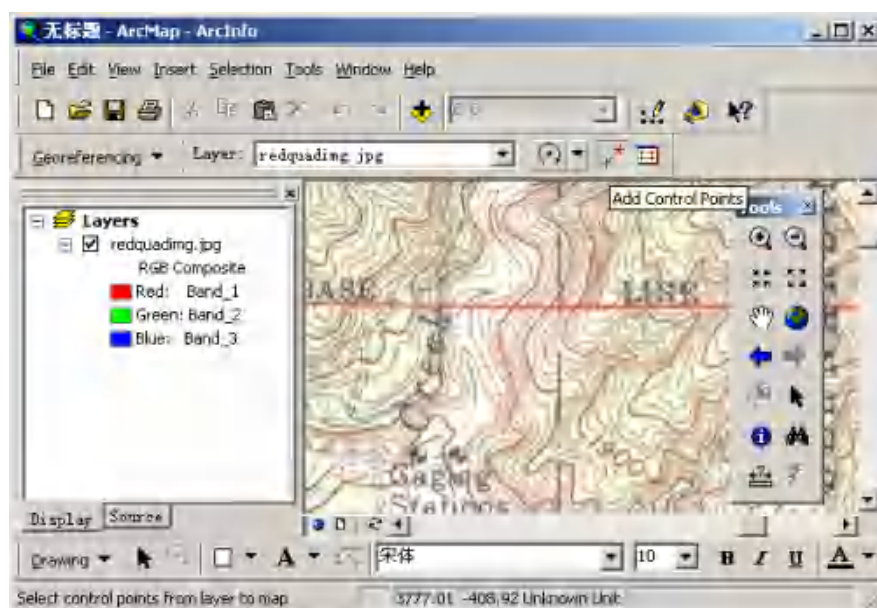 无标题 - ArcMap - ArcInfo
File Edit View Insert Selection Tools Window Help
Georeferencing Layer: redquadimg.jpg
Add Control Points
Tools
Layers
redquadimg.jpg
RGB Composite
Red: Band_1
Green: Band_2
Blue: Band_3
BASE LINE
Gaging
Stations
Display Source
Drawing A 宋体 10 B I U A
Select control points from layer to map 3777.01 -408.92 Unknown Unit